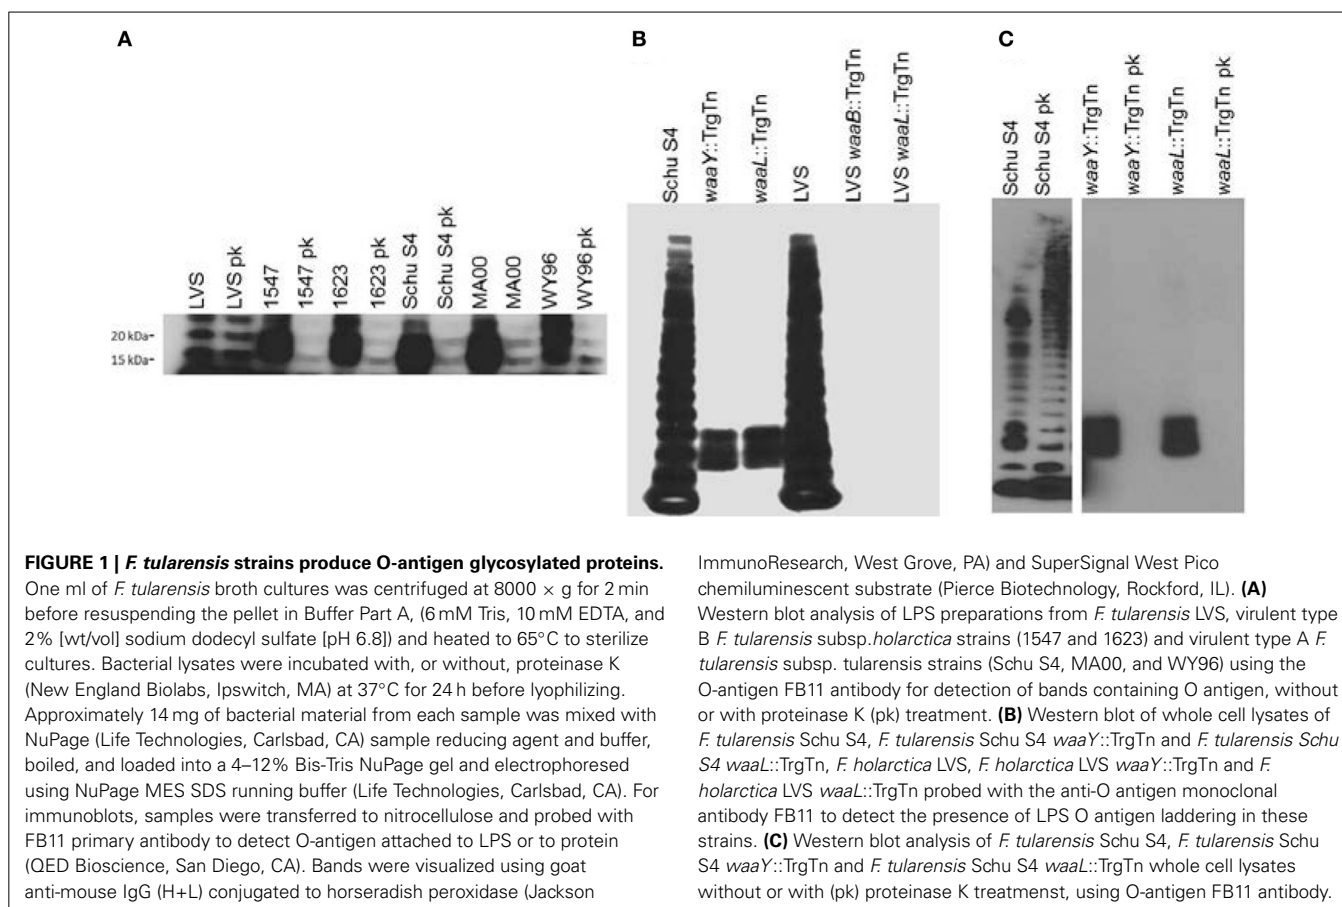 A
B
C
LVS
LVS pk
1547
1547 pk
1623
1623 pk
Schu S4
Schu S4 pk
MA00
MA00
WY96
WY96 pk
20 kDa-
15 kDa-
Schu S4
waaY::TrgTn
waaL::TrgTn
LVS
LVS waaB::TrgTn
LVS waaL::TrgTn
Schu S4
Schu S4 pk
waaY::TrgTn
waaY::TrgTn pk
waaL::TrgTn
waaL::TrgTn pk
FIGURE 1 | F. tularensis strains produce O-antigen glycosylated proteins.
One ml of F. tularensis broth cultures was centrifuged at 8000 × g for 2 min
before resuspending the pellet in Buffer Part A, (6 mM Tris, 10 mM EDTA, and
2% [wt/vol] sodium dodecyl sulfate [pH 6.8]) and heated to 65°C to sterilize
cultures. Bacterial lysates were incubated with, or without, proteinase K
(New England Biolabs, Ipswitch, MA) at 37°C for 24 h before lyophilizing.
Approximately 14 mg of bacterial material from each sample was mixed with
NuPage (Life Technologies, Carlsbad, CA) sample reducing agent and buffer,
boiled, and loaded into a 4–12% Bis-Tris NuPage gel and electrophoresed
using NuPage MES SDS running buffer (Life Technologies, Carlsbad, CA). For
immunoblots, samples were transferred to nitrocellulose and probed with
FB11 primary antibody to detect O-antigen attached to LPS or to protein
(QED Bioscience, San Diego, CA). Bands were visualized using goat
anti-mouse IgG (H+L) conjugated to horseradish peroxidase (Jackson
ImmunoResearch, West Grove, PA) and SuperSignal West Pico
chemiluminescent substrate (Pierce Biotechnology, Rockford, IL). (A)
Western blot analysis of LPS preparations from F. tularensis LVS, virulent type
B F. tularensis subsp.holarctica strains (1547 and 1623) and virulent type A F.
tularensis subsp. tularensis strains (Schu S4, MA00, and WY96) using the
O-antigen FB11 antibody for detection of bands containing O antigen, without
or with proteinase K (pk) treatment. (B) Western blot of whole cell lysates of
F. tularensis Schu S4, F. tularensis Schu S4 waaY::TrgTn and F. tularensis Schu
S4 waaL::TrgTn, F. holarctica LVS, F. holarctica LVS waaY::TrgTn and F.
holarctica LVS waaL::TrgTn probed with the anti-O antigen monoclonal
antibody FB11 to detect the presence of LPS O antigen laddering in these
strains. (C) Western blot analysis of F. tularensis Schu S4, F. tularensis Schu
S4 waaY::TrgTn and F. tularensis Schu S4 waaL::TrgTn whole cell lysates
without or with (pk) proteinase K treatmenst, using O-antigen FB11 antibody.